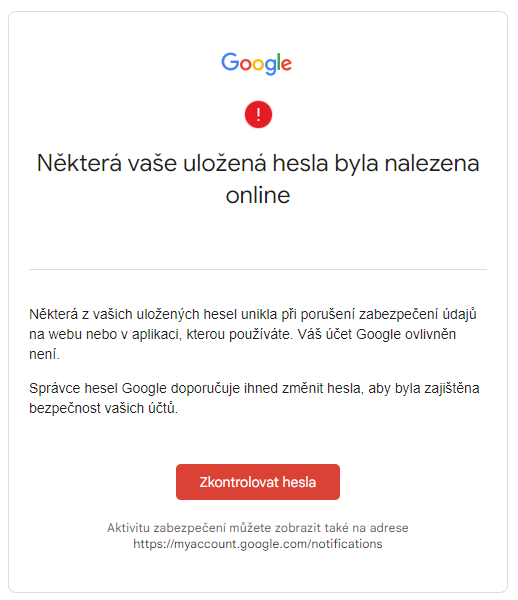 Google
!
Některá vaše uložená hesla byla nalezena
online
Některá z vašich uložených hesel unikla při porušení zabezpečení údajů
na webu nebo v aplikaci, kterou používáte. Váš účet Google ovlivněn
není.
Správce hesel Google doporučuje ihned změnit hesla, aby byla zajištěna
bezpečnost vašich účtů.
Zkontrolovat hesla
Aktivitu zabezpečení můžete zobrazit také na adrese
https://myaccount.google.com/notifications